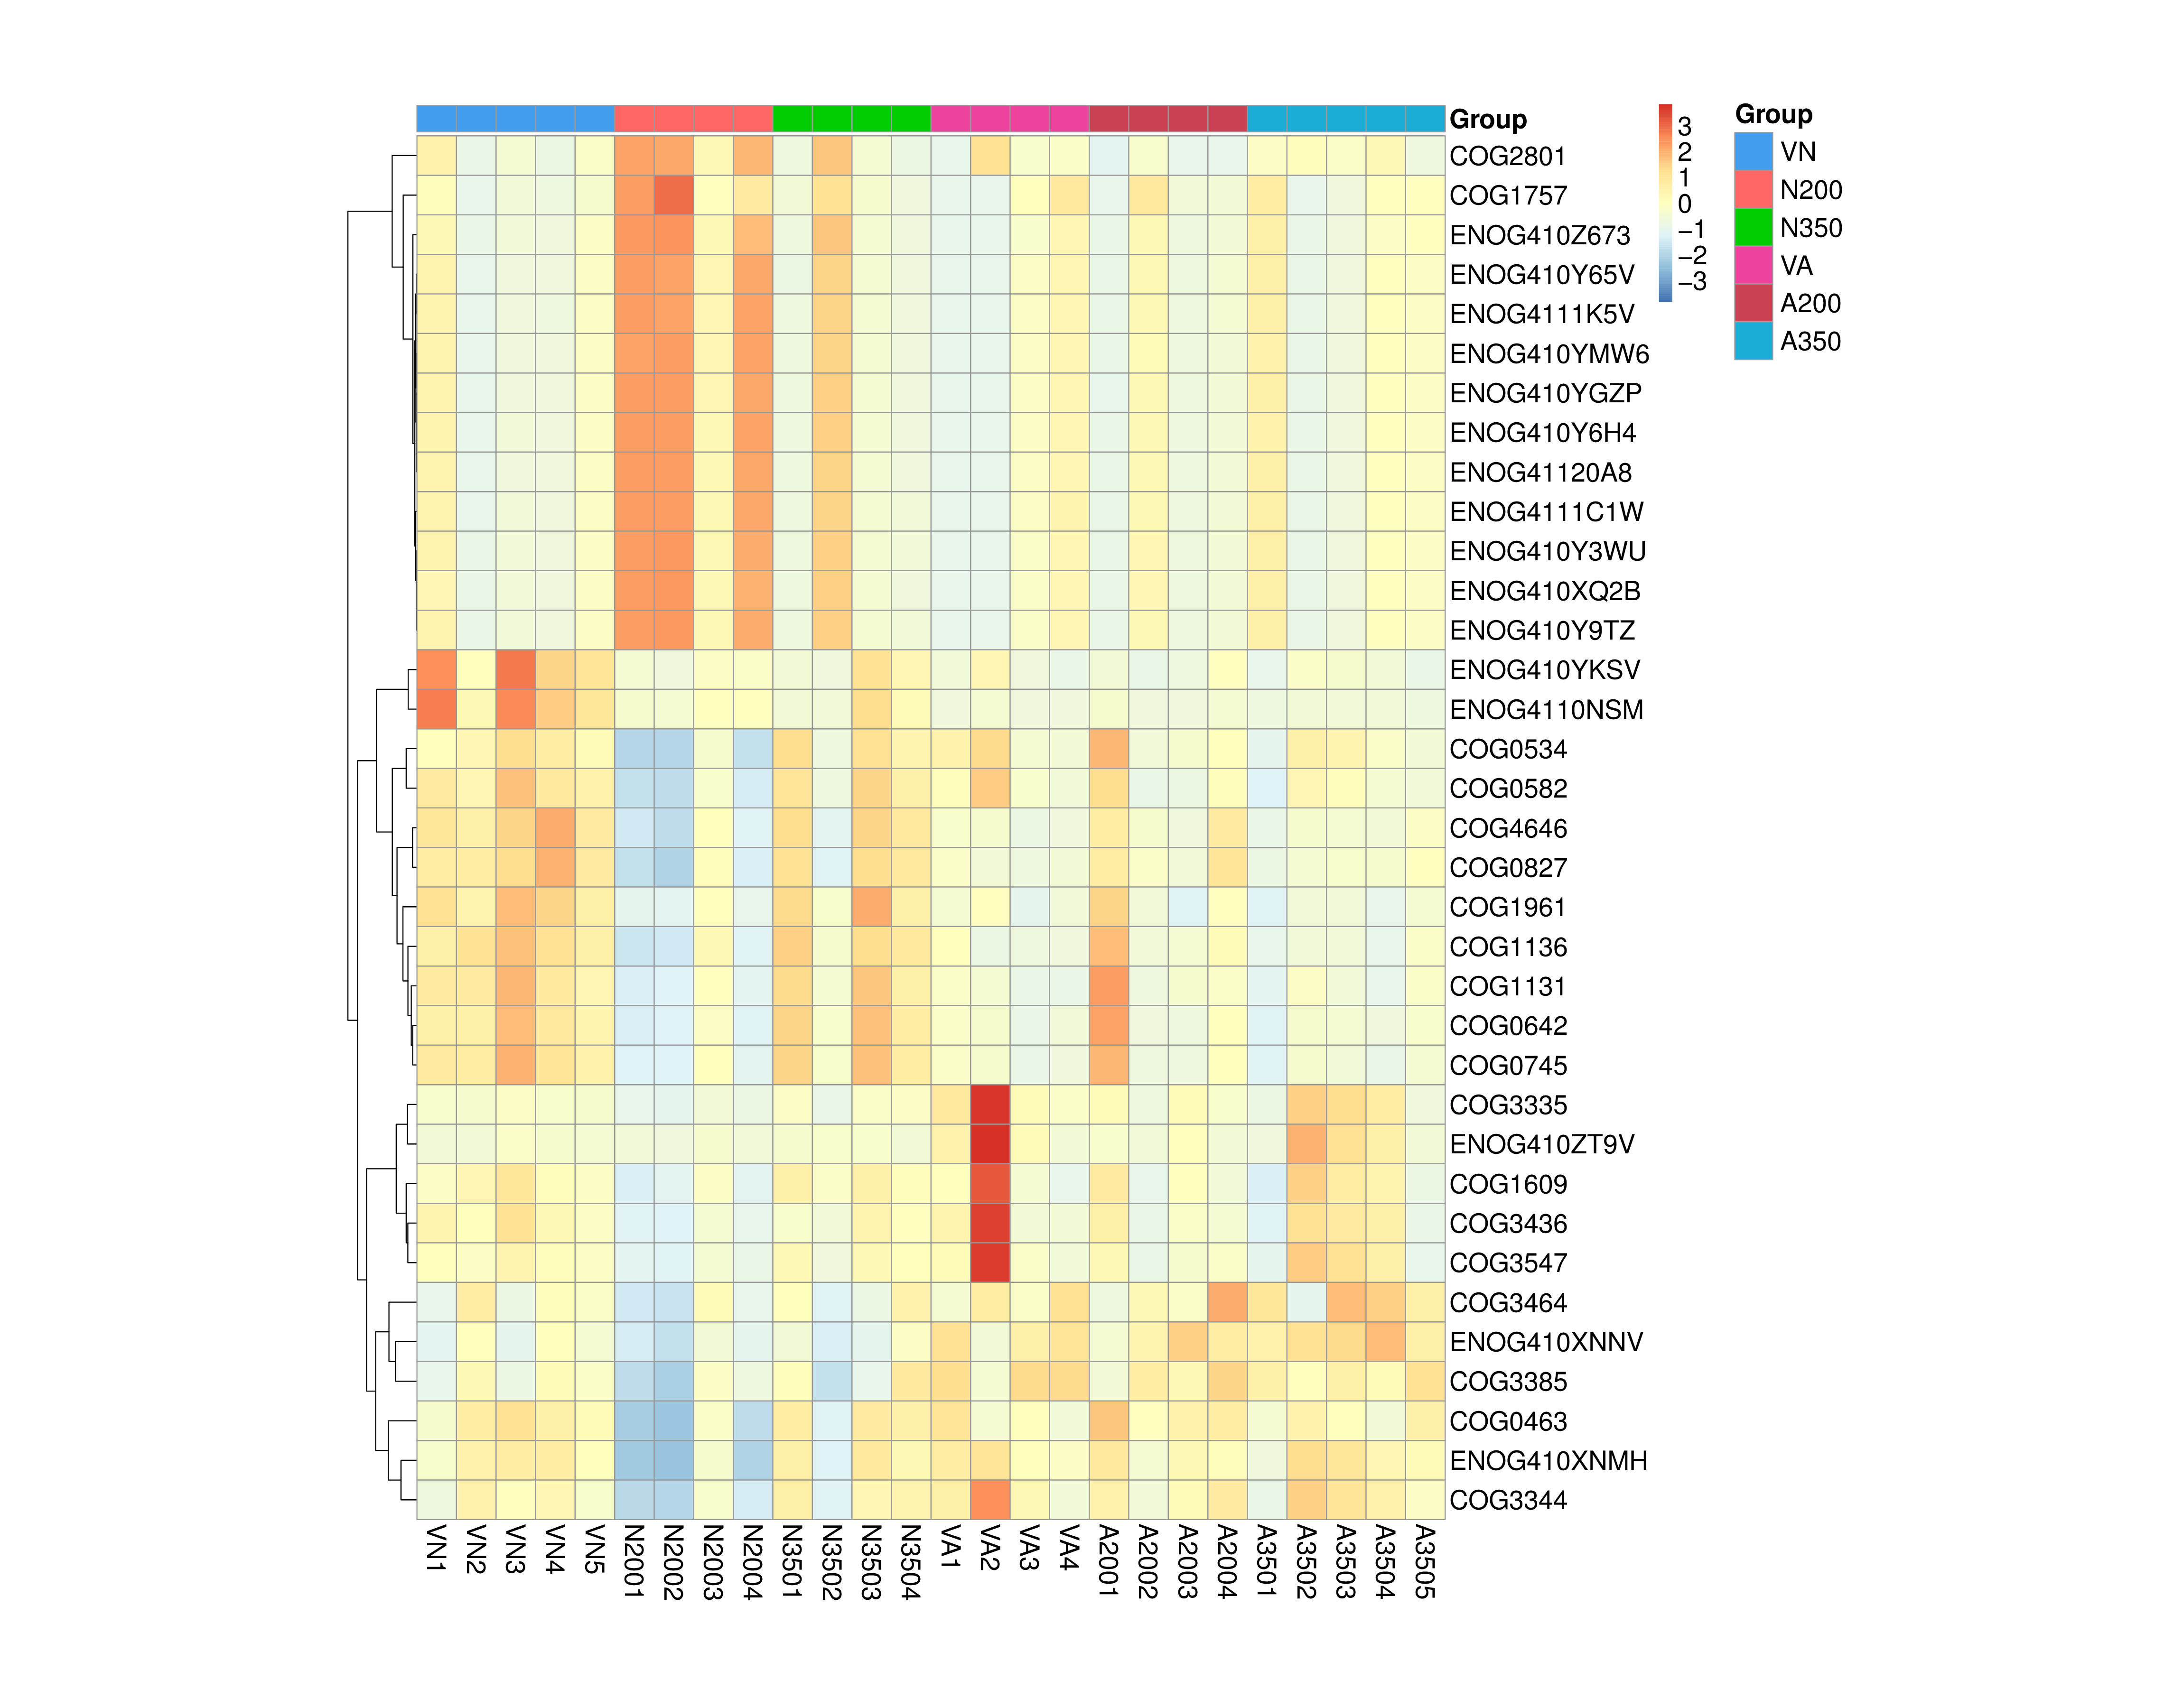 Group
COG2801
COG1757
ENOG410Z673
ENOG410Y65V
ENOG4111K5V
ENOG410YMW6
ENOG410YGZP
ENOG410Y6H4
ENOG41120A8
ENOG4111C1W
ENOG410Y3WU
ENOG410XQ2B
ENOG410Y9TZ
ENOG410YKSV
ENOG4110NSM
COG0534
COG0582
COG4646
COG0827
COG1961
COG1136
COG1131
COG0642
COG0745
COG3335
ENOG410ZT9V
COG1609
COG3436
COG3547
COG3464
ENOG410XNNV
COG3385
COG0463
ENOG410XNMH
COG3344
VN1
VN2
VN3
VN4
VN5
N2001
N2002
N2003
N2004
N3501
N3502
N3503
N3504
VA1
VA2
VA3
VA4
A2001
A2002
A2003
A2004
A3501
A3502
A3503
A3504
A3505
3
2
1
0
−1
−2
−3
Group
VN
N200
N350
VA
A200
A350